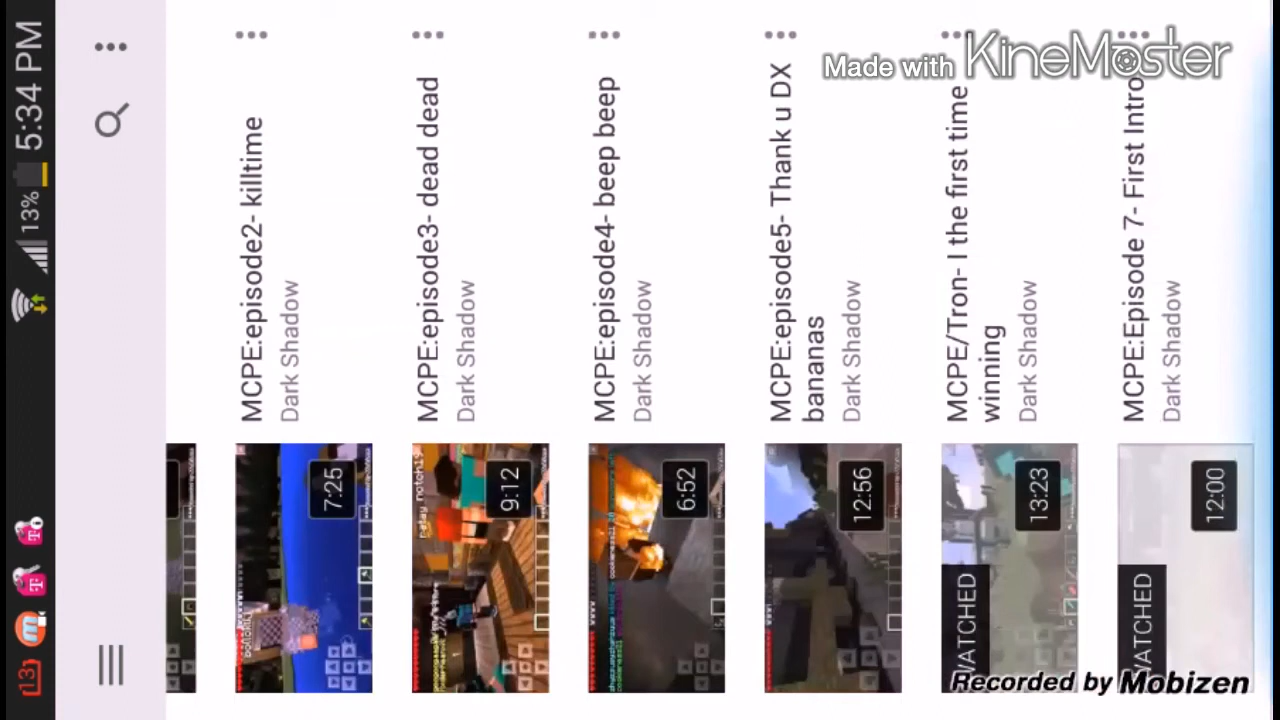 Made with KineMaster
13% 5:34 PM
MCPE:episode2- killtime
Dark Shadow
7:25
MCPE:episode3- dead dead
Dark Shadow
9:12
MCPE:episode4- beep beep
Dark Shadow
6:52
MCPE:episode5- Thank u DX
bananas
Dark Shadow
12:56
MCPE/Tron- I the first time
winning
Dark Shadow
13:23
WATCHED
MCPE:Episode 7- First Intro
Dark Shadow
12:00
WATCHED
Recorded by Mobizen